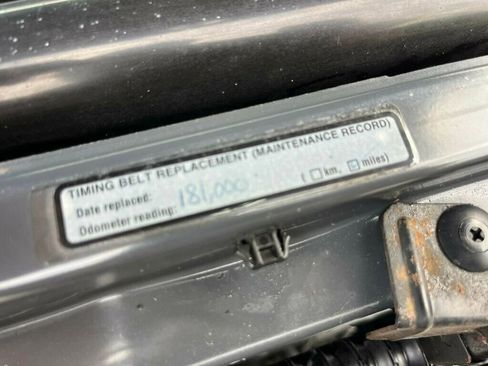 TIMING BELT REPLACEMENT (MAINTENANCE RECORD)
Date replaced:
Odometer reading: 181,000 ( km. miles)